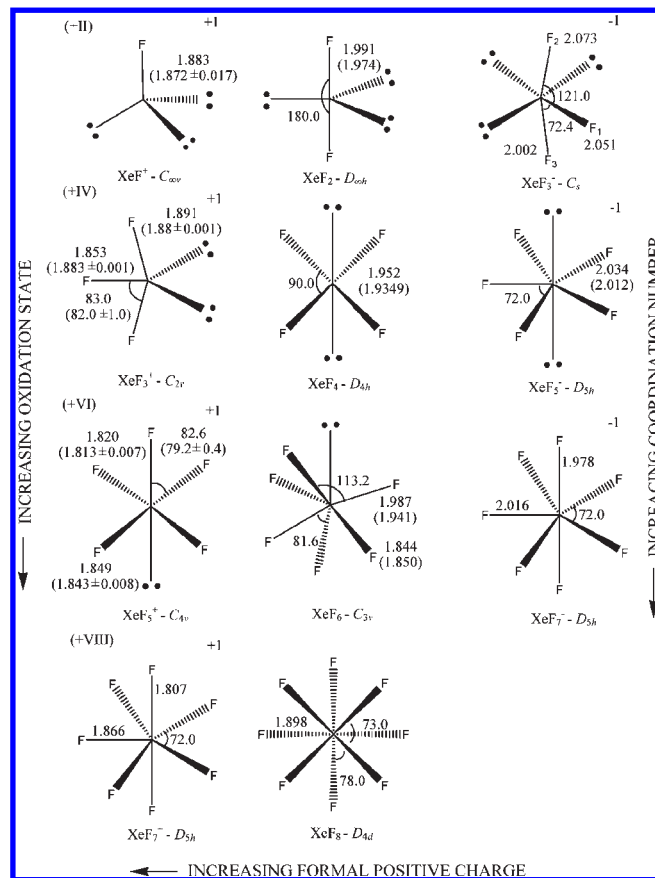 (+II)
+1
F
1.883
(1.872 ± 0.017)
XeF⁺ - C∞v
F
1.991
(1.974)
180.0
F
XeF₂ - D∞h
-1
F₂ 2.073
121.0
72.4
F₁
2.051
2.002
F₃
XeF₃⁻ - Cs
(+IV)
+1
F
1.891
(1.88 ± 0.001)
1.853
(1.883 ± 0.001)
F
83.0
(82.0 ± 1.0)
F
XeF₃⁺ - C2v
F
F
90.0
1.952
(1.9349)
F
F
XeF₄ - D4h
-1
F
2.034
(2.012)
F
72.0
F
F
XeF₅⁻ - D5h
(+VI)
+1
F
1.820
(1.813 ± 0.007)
82.6
(79.2 ± 0.4)
F
F
F
F
1.849
(1.843 ± 0.008)
XeF₅⁺ - C4v
F
F
113.2
F
1.987
(1.941)
F
81.6
F
F
1.844
(1.850)
XeF₆ - C3v
-1
F
F
1.978
F
F
2.016
72.0
F
F
F
XeF₇⁻ - D5h
(+VIII)
+1
F
F
1.807
F
F
1.866
72.0
F
F
F
XeF₇⁻ - D5h
F
F
F
F
1.898
73.0
F
78.0
F
F
F
XeF₈ - D4d
INCREASING OXIDATION STATE
INCREACING COORDINATION NUMBER
INCREASING FORMAL POSITIVE CHARGE